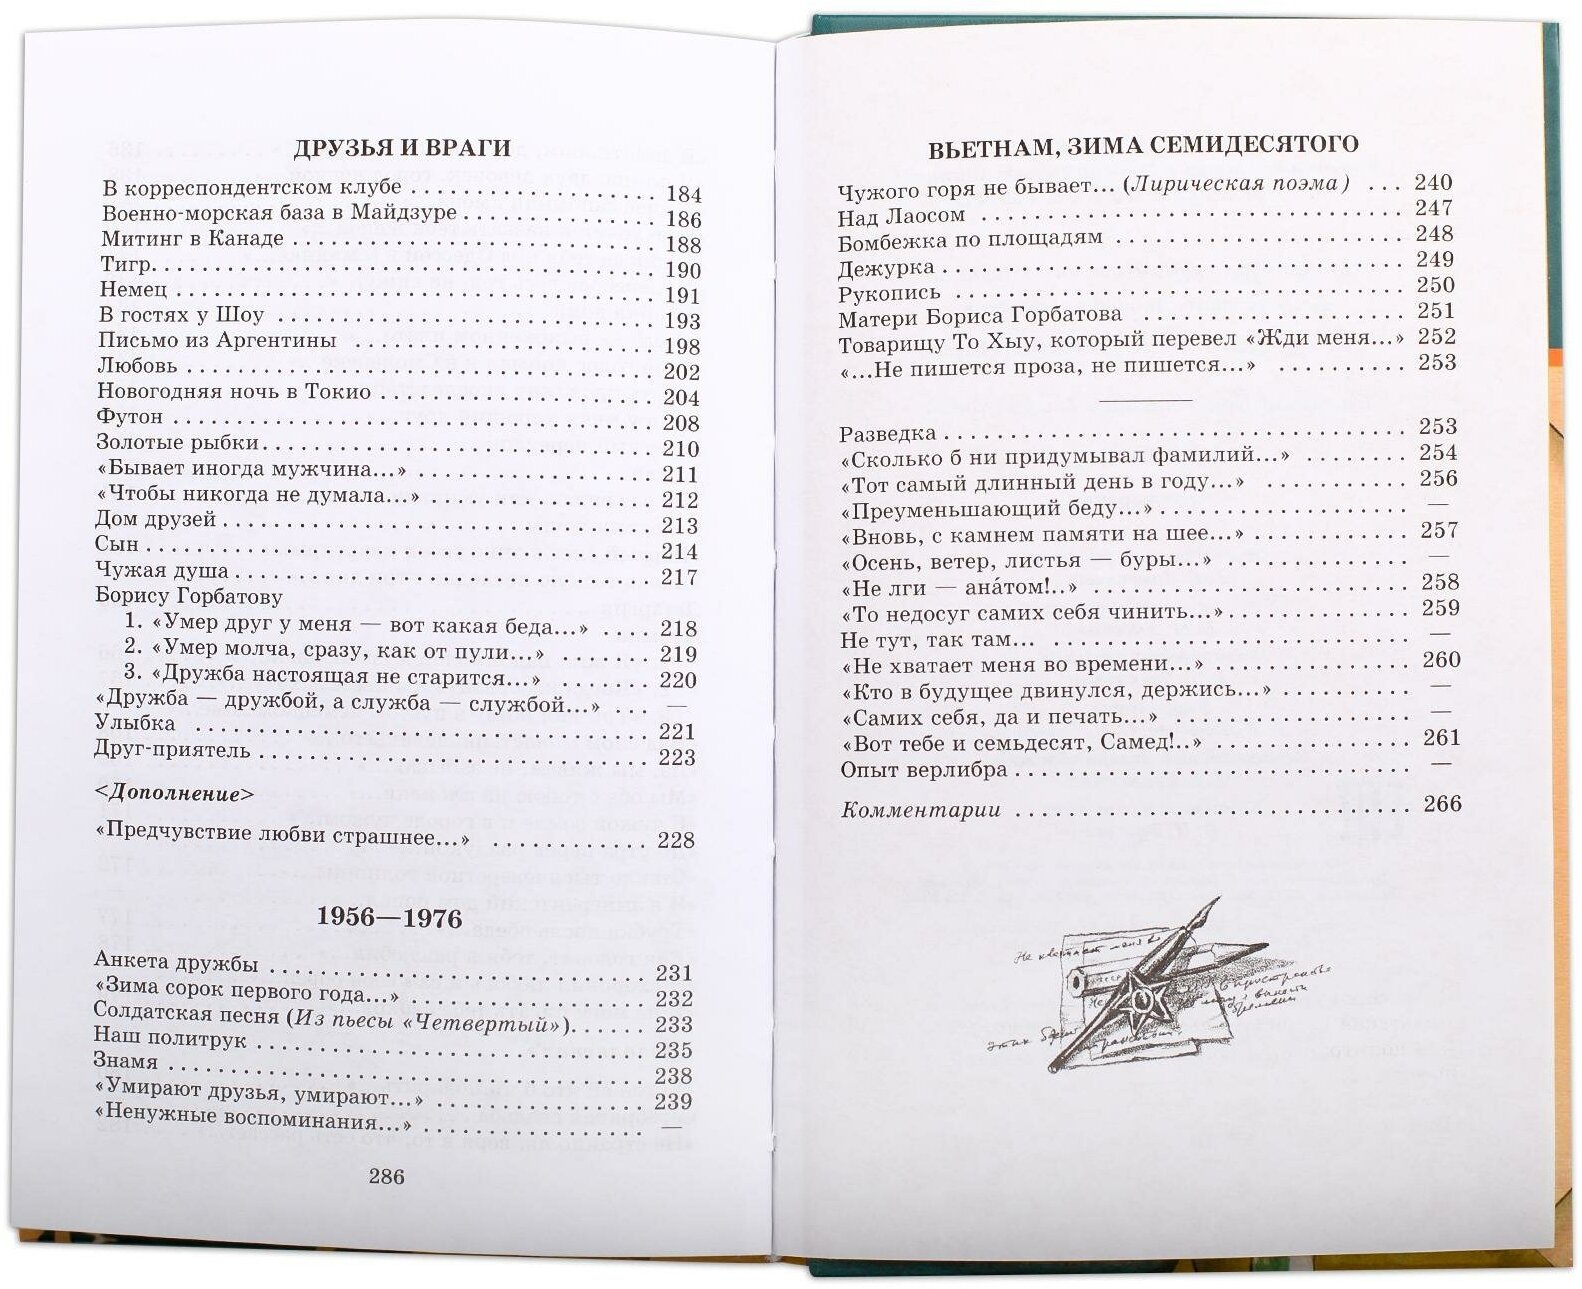 ДРУЗЬЯ И ВРАГИ
В корреспондентском клубе . . . . . . . . . . . . . . . . . . 184
Военно-морская база в Майдзуре . . . . . . . . . . . . . . 186
Митинг в Канаде . . . . . . . . . . . . . . . . . . . . . . . . . . . 188
Тигр. . . . . . . . . . . . . . . . . . . . . . . . . . . . . . . . . . . . . 190
Немец . . . . . . . . . . . . . . . . . . . . . . . . . . . . . . . . . . . 191
В гостях у Шоу . . . . . . . . . . . . . . . . . . . . . . . . . . . . 193
Письмо из Аргентины . . . . . . . . . . . . . . . . . . . . . . 198
Любовь . . . . . . . . . . . . . . . . . . . . . . . . . . . . . . . . . . 202
Новогодняя ночь в Токио . . . . . . . . . . . . . . . . . . . . 204
Футон . . . . . . . . . . . . . . . . . . . . . . . . . . . . . . . . . . . 208
Золотые рыбки . . . . . . . . . . . . . . . . . . . . . . . . . . . . 210
«Бывает иногда мужчина...» . . . . . . . . . . . . . . . . . 211
«Чтобы никогда не думала...» . . . . . . . . . . . . . . . . 212
Дом друзей . . . . . . . . . . . . . . . . . . . . . . . . . . . . . . . 213
Сын . . . . . . . . . . . . . . . . . . . . . . . . . . . . . . . . . . . . . 214
Чужая душа . . . . . . . . . . . . . . . . . . . . . . . . . . . . . . 217
Борису Горбатову
1. «Умер друг у меня — вот какая беда...» . . . . 218
2. «Умер молча, сразу, как от пули...» . . . . . . . 219
3. «Дружба настоящая не старится...» . . . . . . . 220
«Дружба — дружбой, а служба — службой...» . . . —
Улыбка . . . . . . . . . . . . . . . . . . . . . . . . . . . . . . . . . . 221
Друг-приятель . . . . . . . . . . . . . . . . . . . . . . . . . . . . 223
<Дополнение>
«Предчувствие любви страшнее...» . . . . . . . . . . . . 228
1956—1976
Анкета дружбы . . . . . . . . . . . . . . . . . . . . . . . . . . . . 231
«Зима сорок первого года...» . . . . . . . . . . . . . . . . . 232
Солдатская песня (Из пьесы «Четвертый»). . . . . . 233
Наш политрук . . . . . . . . . . . . . . . . . . . . . . . . . . . . . 235
Знамя . . . . . . . . . . . . . . . . . . . . . . . . . . . . . . . . . . . 238
«Умирают друзья, умирают...» . . . . . . . . . . . . . . . 239
«Ненужные воспоминания...» . . . . . . . . . . . . . . . . —
286
ВЬЕТНАМ, ЗИМА СЕМИДЕСЯТОГО
Чужого горя не бывает... (Лирическая поэма) . . . 240
Над Лаосом . . . . . . . . . . . . . . . . . . . . . . . . . . . . . . . 247
Бомбежка по площадям . . . . . . . . . . . . . . . . . . . . . 248
Дежурка . . . . . . . . . . . . . . . . . . . . . . . . . . . . . . . . . 249
Рукопись . . . . . . . . . . . . . . . . . . . . . . . . . . . . . . . . . 250
Матери Бориса Горбатова . . . . . . . . . . . . . . . . . . . 251
Товарищу То Хыу, который перевел «Жди меня...» 252
«...Не пишется проза, не пишется...» . . . . . . . . . . 253
Разведка . . . . . . . . . . . . . . . . . . . . . . . . . . . . . . . . . 253
«Сколько б ни придумывал фамилий...» . . . . . . . . 254
«Тот самый длинный день в году...» . . . . . . . . . . . 256
«Преуменьшающий беду...» . . . . . . . . . . . . . . . . . . —
«Вновь, с камнем памяти на шее...» . . . . . . . . . . . . 257
«Осень, ветер, листья — буры...» . . . . . . . . . . . . . . —
«Не лги — ана́том!..» . . . . . . . . . . . . . . . . . . . . . . . 258
«То недосуг самих себя чинить...» . . . . . . . . . . . . . . 259
Не тут, так там... . . . . . . . . . . . . . . . . . . . . . . . . . . —
«Не хватает меня во времени...» . . . . . . . . . . . . . . . 260
«Кто в будущее двинулся, держись...» . . . . . . . . . . —
«Самих себя, да и печать...» . . . . . . . . . . . . . . . . . . —
«Вот тебе и семьдесят, Самед!..» . . . . . . . . . . . . . . . 261
Опыт верлибра . . . . . . . . . . . . . . . . . . . . . . . . . . . . . —
Комментарии . . . . . . . . . . . . . . . . . . . . . . . . . . . . . . 266
Не хватает меня в